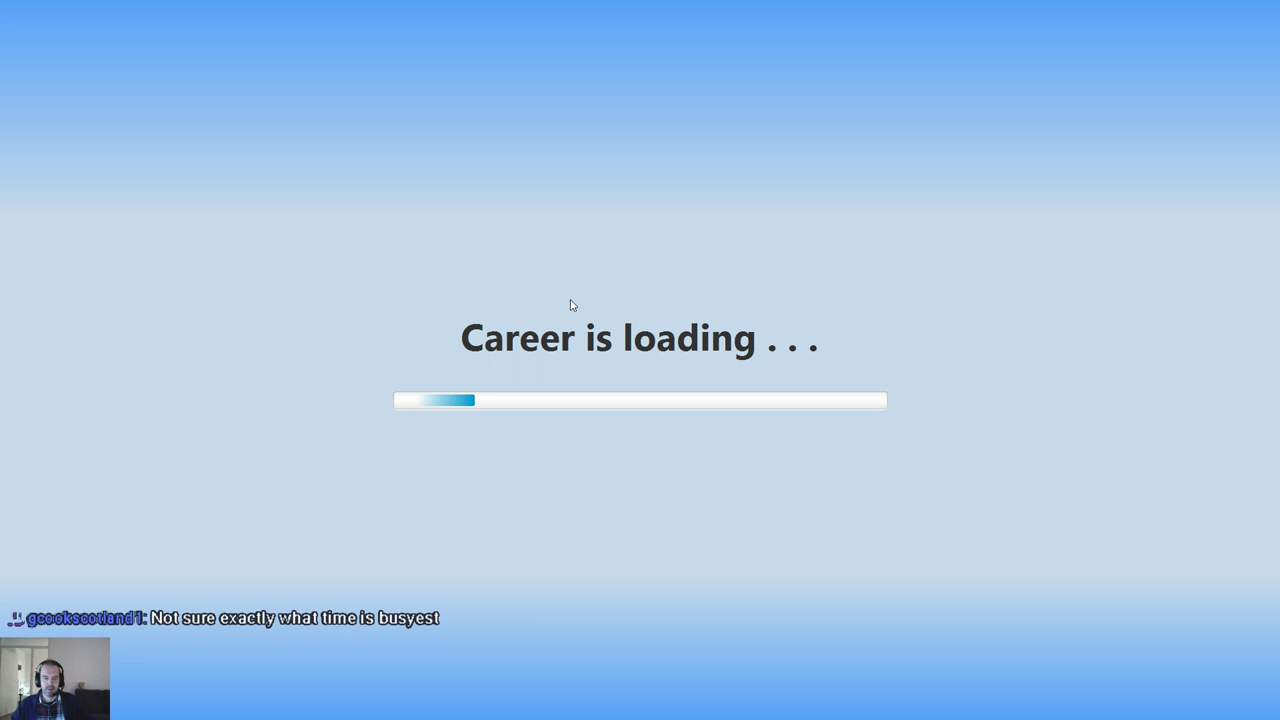 Career is loading . . .
gcookscotland1: Not sure exactly what time is busyest